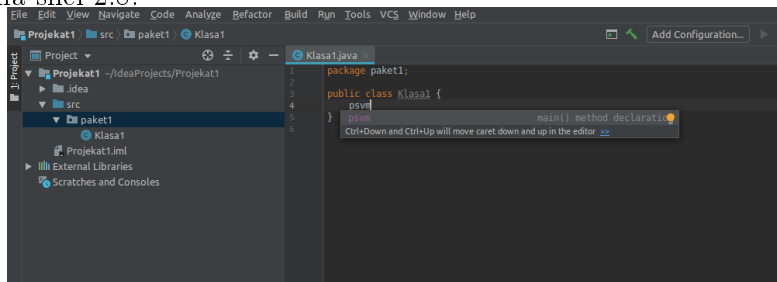 File Edit View Navigate Code Analyze Refactor Build Run Tools VCS Window Help
Projekat1 src paket1 Klasa1 Add Configuration...
1: Project
Project
Klasa1.java
Projekat1 ~/IdeaProjects/Projekat1
.idea
src
paket1
Klasa1
Projekat1.iml
External Libraries
Scratches and Consoles
1 package paket1;
2
3 public class Klasa1 {
4 psvm
5 }
6
psvm main() method declaration
Ctrl+Down and Ctrl+Up will move caret down and up in the editor >>